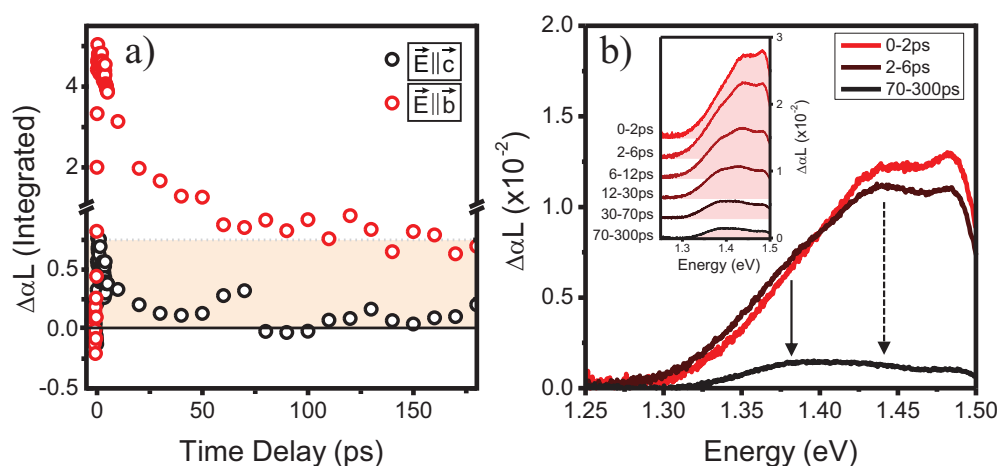 a)
E||c
E||b
4
2
0.5
0.0
-0.5
ΔαL (Integrated)
0
50
100
150
Time Delay (ps)
b)
0-2ps
2-6ps
70-300ps
2.0
1.5
1.0
0.5
0.0
ΔαL (x10-2)
1.25
1.30
1.35
1.40
1.45
1.50
Energy (eV)
0-2ps
2-6ps
6-12ps
12-30ps
30-70ps
70-300ps
3
2
1
0
ΔαL (x10-2)
1.3
1.4
1.5
Energy (eV)